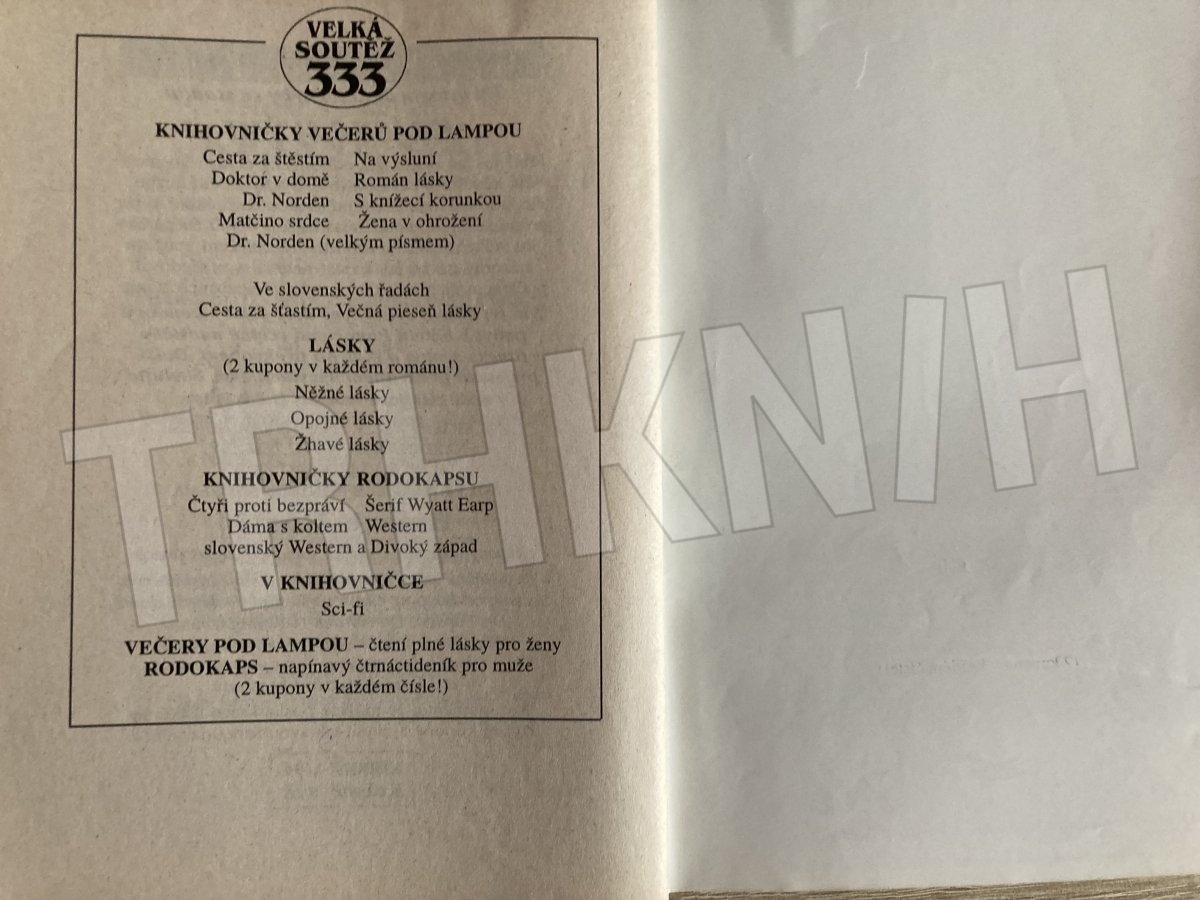 VELKÁ
SOUTĚŽ
333
KNIHOVNIČKY VEČERŮ POD LAMPOU
Cesta za štěstím Na výsluní
Doktor v domě Román lásky
Dr. Norden S knížecí korunkou
Matčino srdce Žena v ohrožení
Dr. Norden (velkým písmem)
Ve slovenských řadách
Cesta za šťastím, Večná pieseň lásky
LÁSKY
(2 kupony v každém románu!)
Něžné lásky
Opojné lásky
Žhavé lásky
KNIHOVNIČKY RODOKAPSU
Čtyři proti bezpráví Šerif Wyatt Earp
Dáma s koltem Western
slovenský Western a Divoký západ
V KNIHOVNIČCE
Sci-fi
VEČERY POD LAMPOU – čtení plné lásky pro ženy
RODOKAPS – napínavý čtrnáctideník pro muže
(2 kupony v každém čísle!)
TRHKNIH